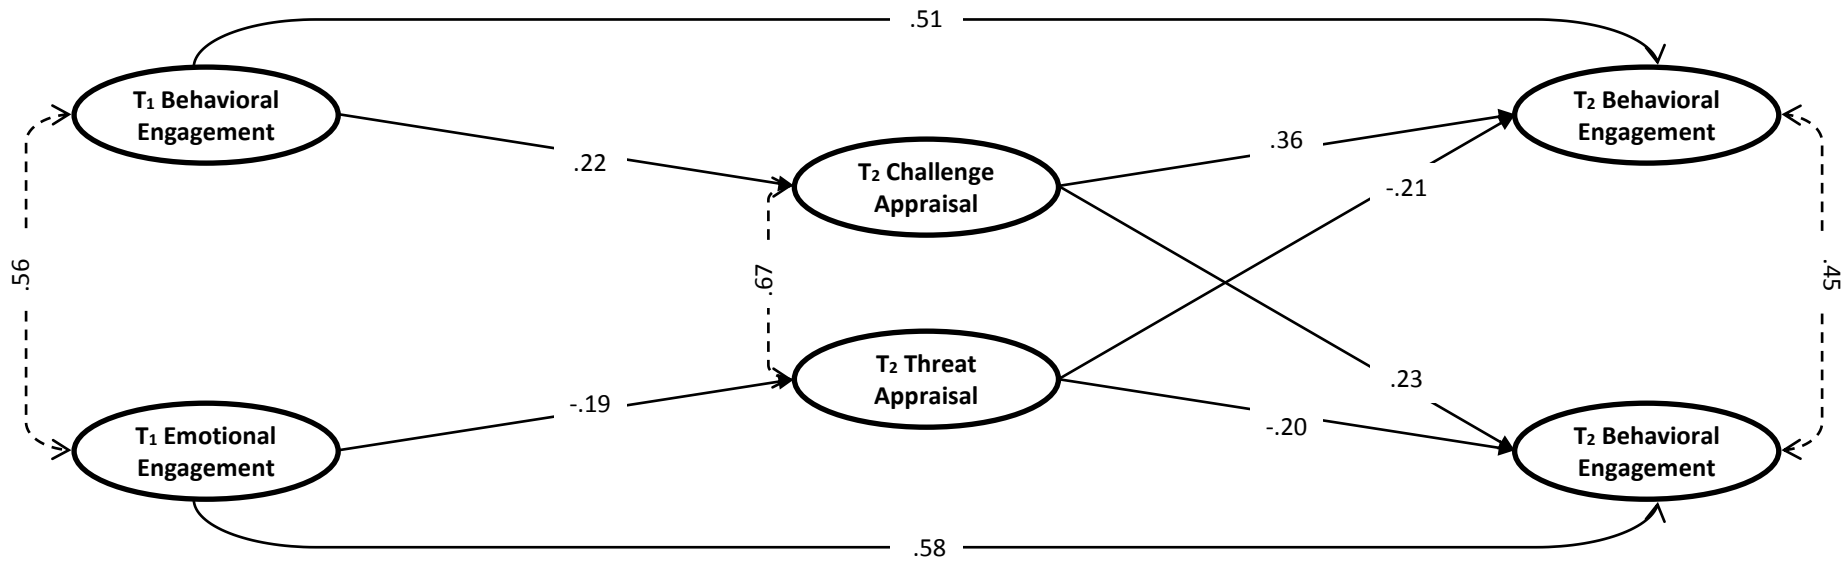 .51
T₁ Behavioral
Engagement
T₂ Behavioral
Engagement
.36
.22
T₂ Challenge
Appraisal
-.21
.56
.67
.45
T₂ Threat
Appraisal
.23
-.19
-.20
T₁ Emotional
Engagement
T₂ Behavioral
Engagement
.58